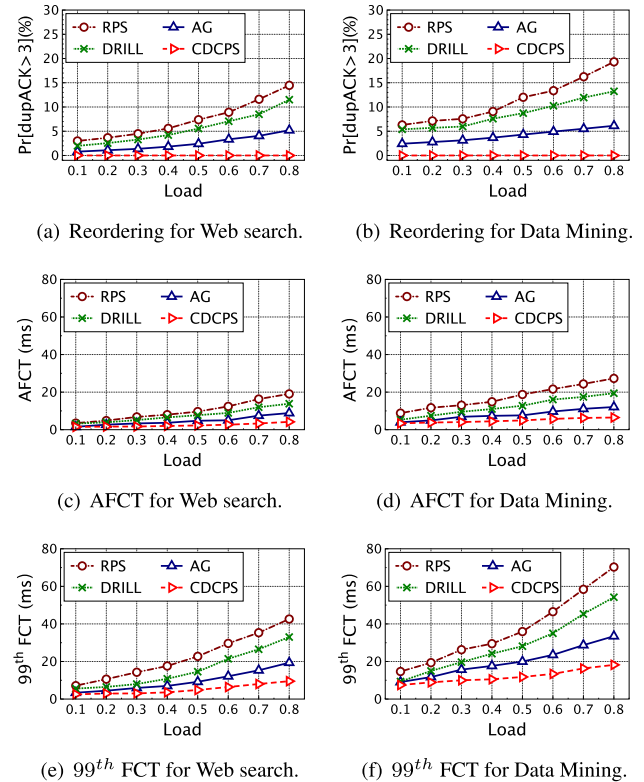 30
25
20
15
10
5
0
Pr[dupACK>3](%)
RPS
AG
DRILL
CDCPS
0.1 0.2 0.3 0.4 0.5 0.6 0.7 0.8
Load
(a) Reordering for Web search.
30
25
20
15
10
5
0
Pr[dupACK>3](%)
RPS
AG
DRILL
CDCPS
0.1 0.2 0.3 0.4 0.5 0.6 0.7 0.8
Load
(b) Reordering for Data Mining.
80
60
40
20
0
AFCT (ms)
RPS
AG
DRILL
CDCPS
0.1 0.2 0.3 0.4 0.5 0.6 0.7 0.8
Load
(c) AFCT for Web search.
80
60
40
20
0
AFCT (ms)
RPS
AG
DRILL
CDCPS
0.1 0.2 0.3 0.4 0.5 0.6 0.7 0.8
Load
(d) AFCT for Data Mining.
80
60
40
20
0
99th FCT (ms)
RPS
AG
DRILL
CDCPS
0.1 0.2 0.3 0.4 0.5 0.6 0.7 0.8
Load
(e) 99th FCT for Web search.
80
60
40
20
0
99th FCT (ms)
RPS
AG
DRILL
CDCPS
0.1 0.2 0.3 0.4 0.5 0.6 0.7 0.8
Load
(f) 99th FCT for Data Mining.